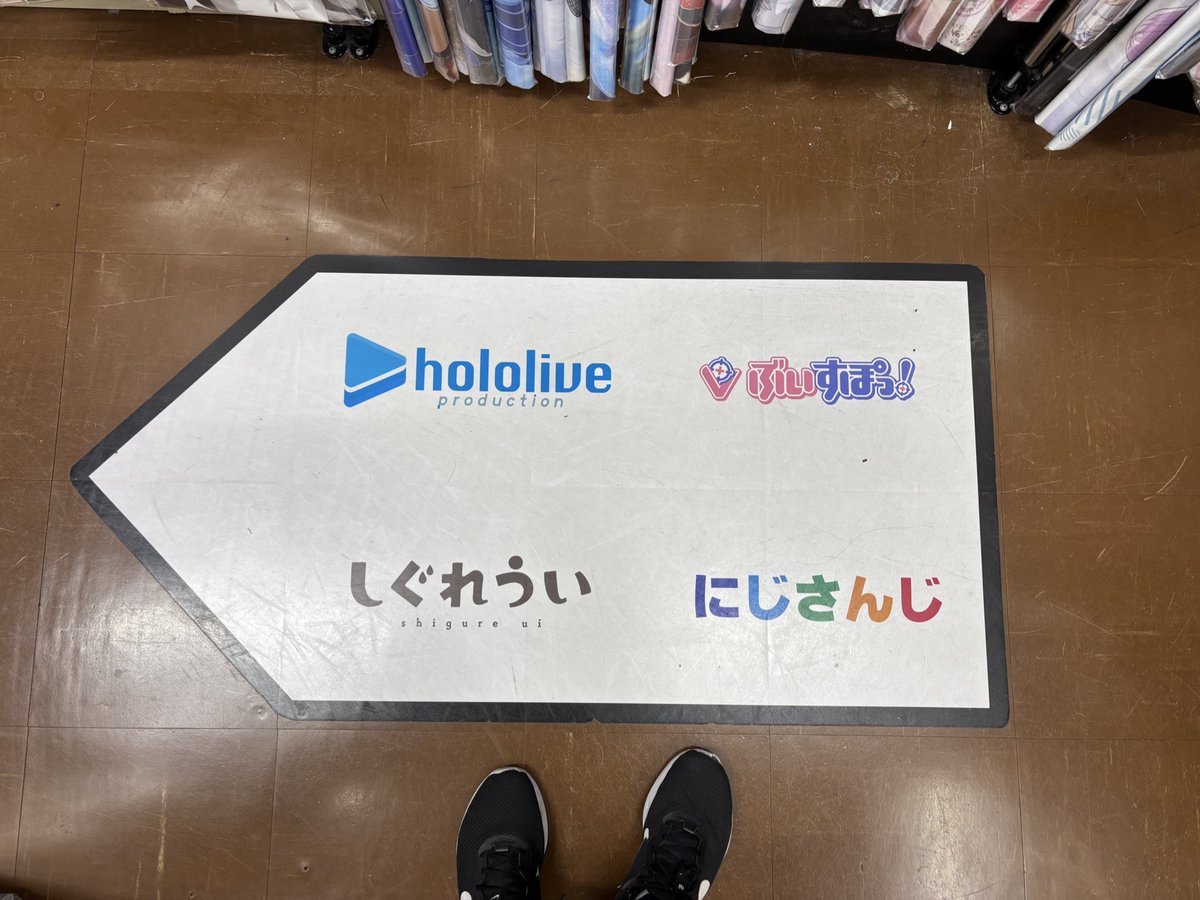 hololive
production
ぶいすぽっ!
しぐれうい
shigure ui
にじさんじ